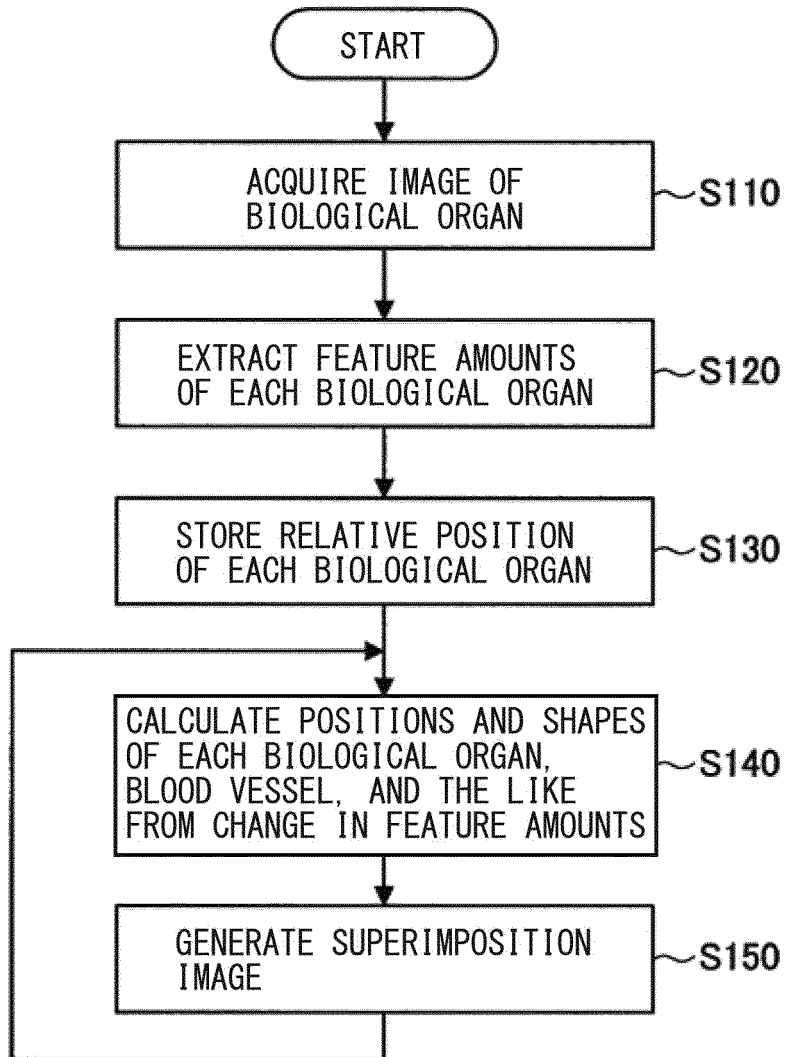 START
ACQUIRE IMAGE OF
BIOLOGICAL ORGAN
S110
EXTRACT FEATURE AMOUNTS
OF EACH BIOLOGICAL ORGAN
S120
STORE RELATIVE POSITION
OF EACH BIOLOGICAL ORGAN
S130
CALCULATE POSITIONS AND SHAPES
OF EACH BIOLOGICAL ORGAN,
BLOOD VESSEL, AND THE LIKE
FROM CHANGE IN FEATURE AMOUNTS
S140
GENERATE SUPERIMPOSITION
IMAGE
S150